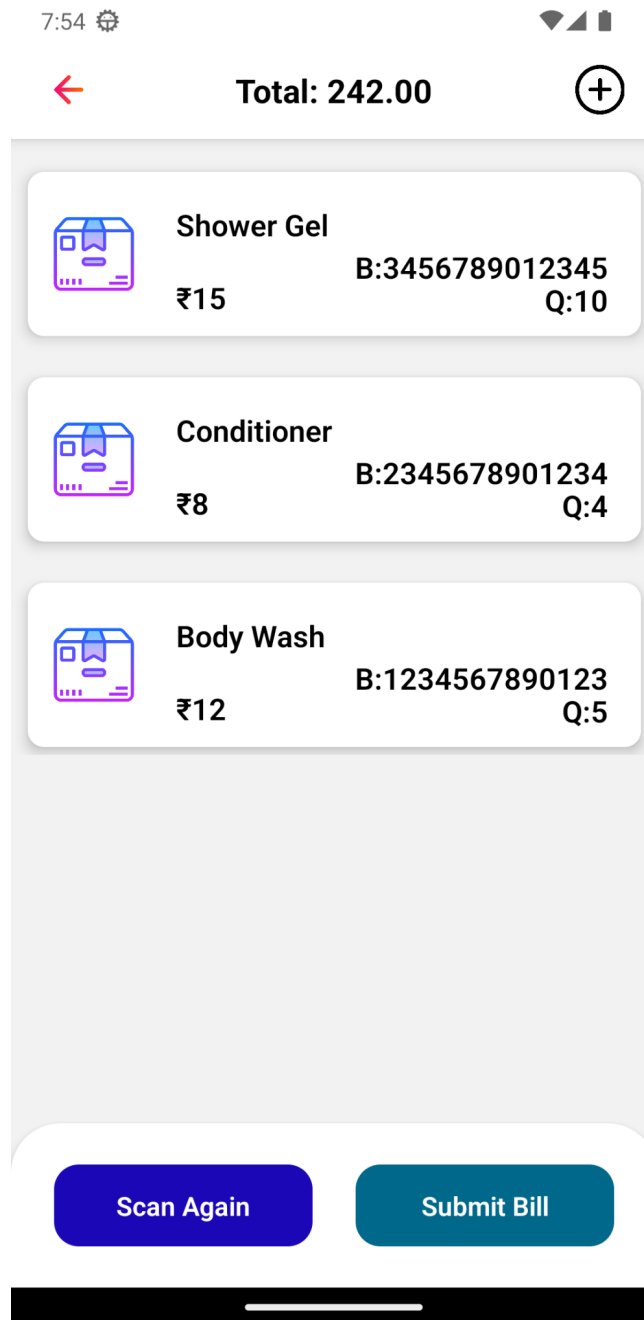 7:54
Total: 242.00
Shower Gel
B:3456789012345
₹15
Q:10
Conditioner
B:2345678901234
₹8
Q:4
Body Wash
B:1234567890123
₹12
Q:5
Scan Again
Submit Bill